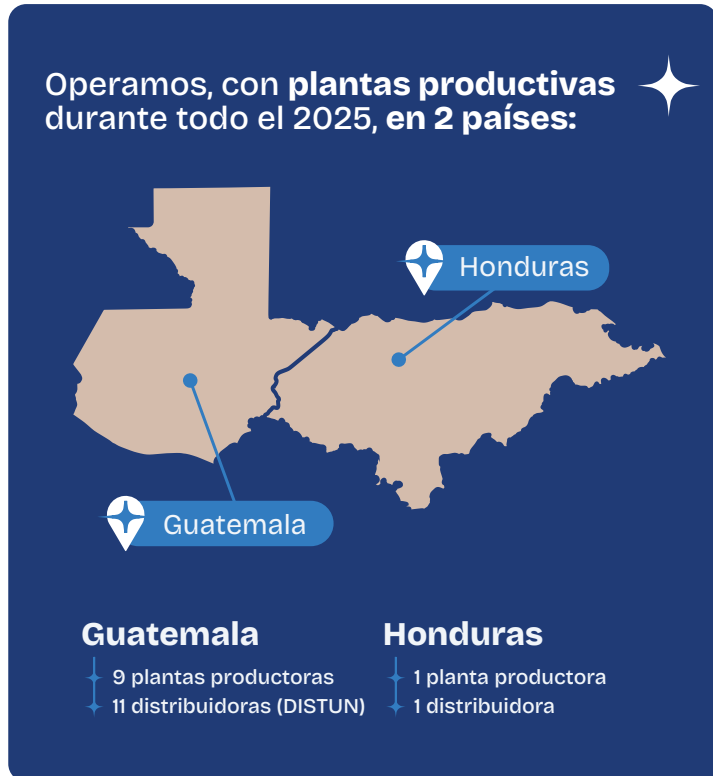 Operamos, con plantas productivas
durante todo el 2025, en 2 países:
Honduras
Guatemala
Guatemala
9 plantas productoras
11 distribuidoras (DISTUN)
Honduras
1 planta productora
1 distribuidora